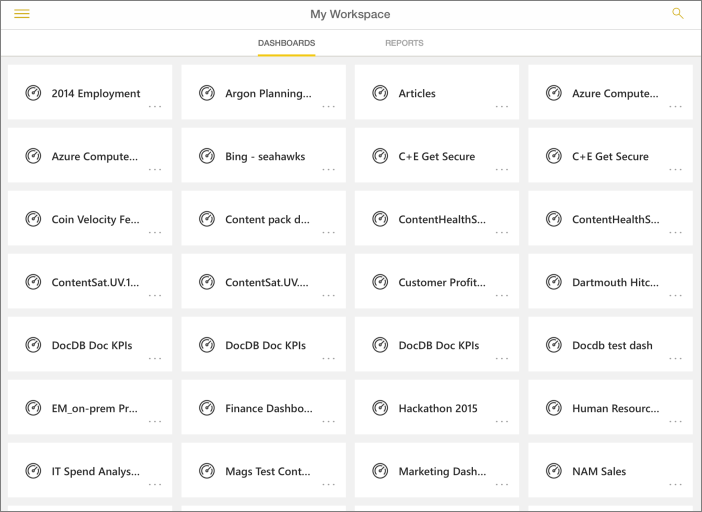 My Workspace
DASHBOARDS REPORTS
2014 Employment Argon Planning... Articles Azure Compute...
Azure Compute... Bing - seahawks C+E Get Secure C+E Get Secure
Coin Velocity Fe... Content pack d... ContentHealthS... ContentHealthS...
ContentSat.UV.1... ContentSat.UV.... Customer Profit... Dartmouth Hitc...
DocDB Doc KPIs DocDB Doc KPIs DocDB Doc KPIs Docdb test dash
EM_on-prem Pr... Finance Dashbo... Hackathon 2015 Human Resourc...
IT Spend Analys... Mags Test Cont... Marketing Dash... NAM Sales